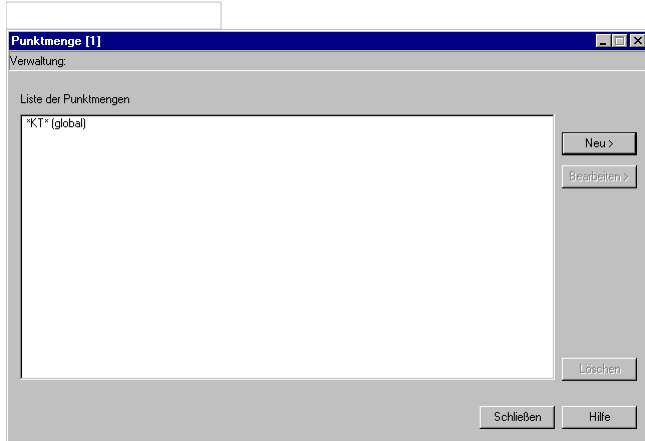 Punktmenge [1]
Verwaltung:
Liste der Punktmengen
*KT* (global)
Neu >
Bearbeiten >
Löschen
Schließen
Hilfe